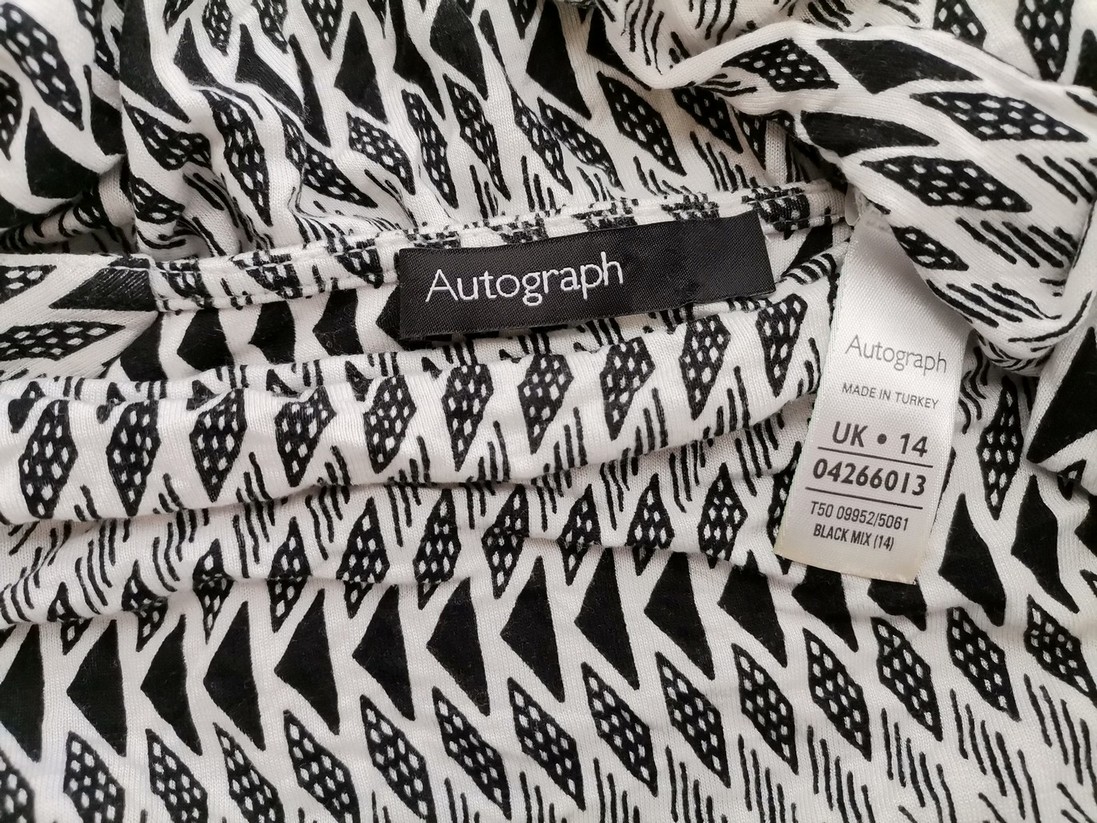 Autograph
Autograph
MADE IN TURKEY
UK • 14
04266013
T50 09952/5061
BLACK MIX (14)